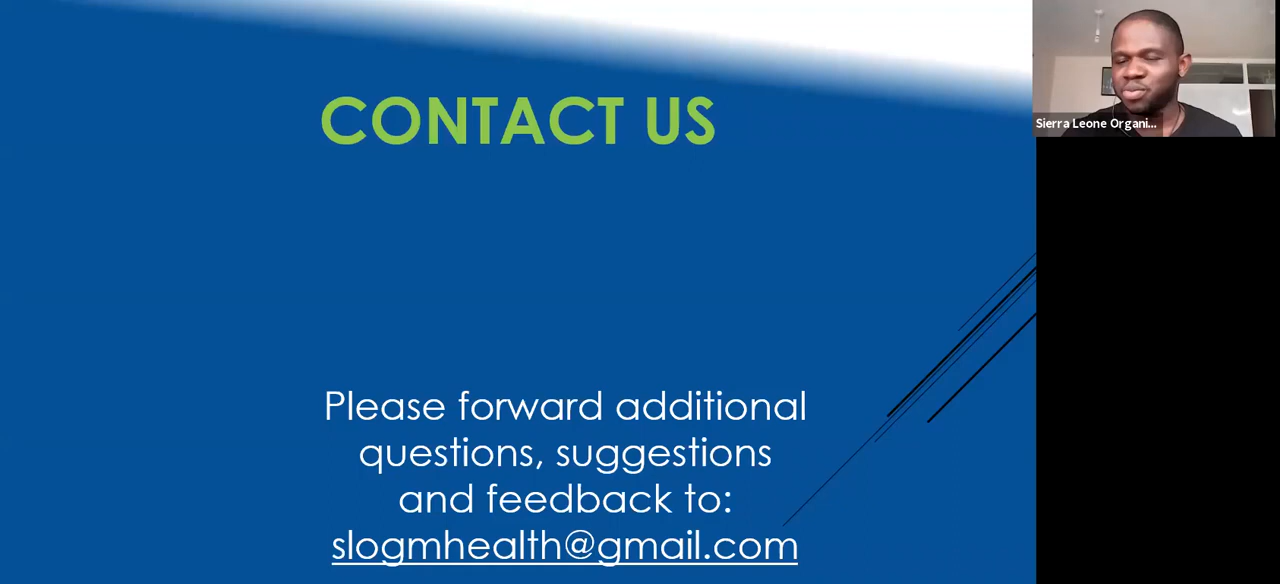 CONTACT US
Sierra Leone Organi...
Please forward additional
questions, suggestions
and feedback to:
slogmhealth@gmail.com